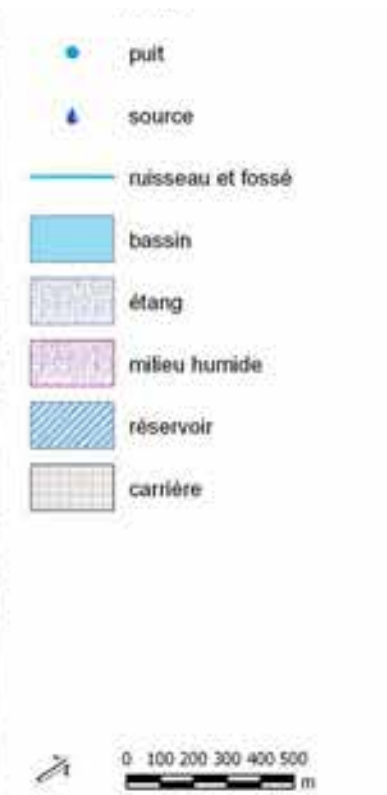 puit
source
ruisseau et fossé
bassin
étang
milieu humide
réservoir
carrière
0 100 200 300 400 500
m